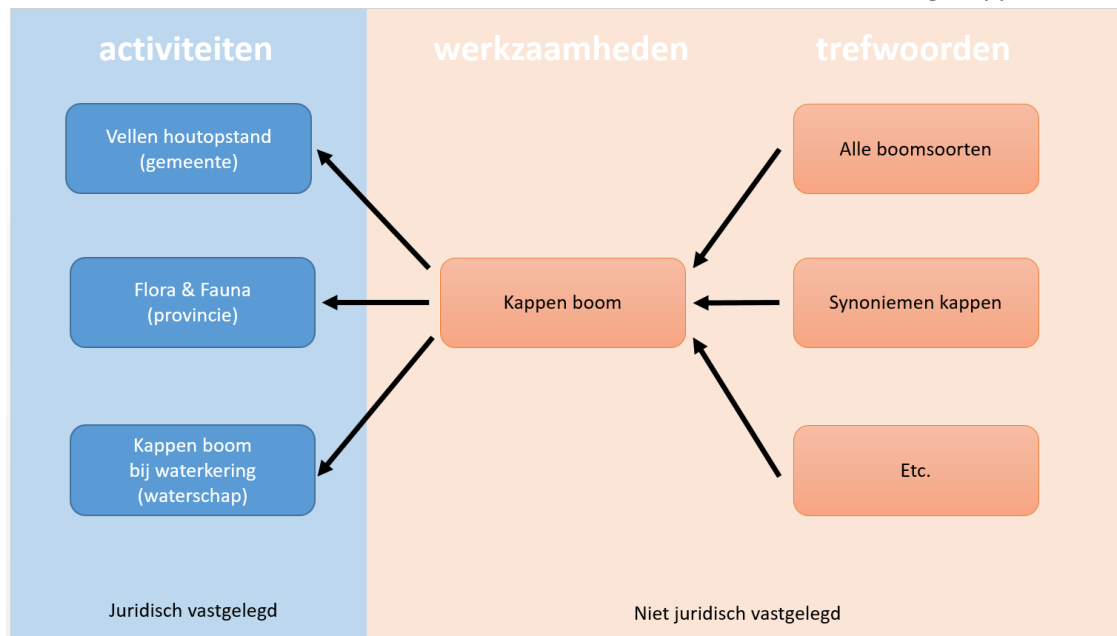 activiteiten
werkzaamheden
trefwoorden
Vellen houtopstand
(gemeente)
Alle boomsoorten
Flora & Fauna
(provincie)
Kappen boom
Synoniemen kappen
Kappen boom
bij waterkering
(waterschap)
Etc.
Juridisch vastgelegd
Niet juridisch vastgelegd